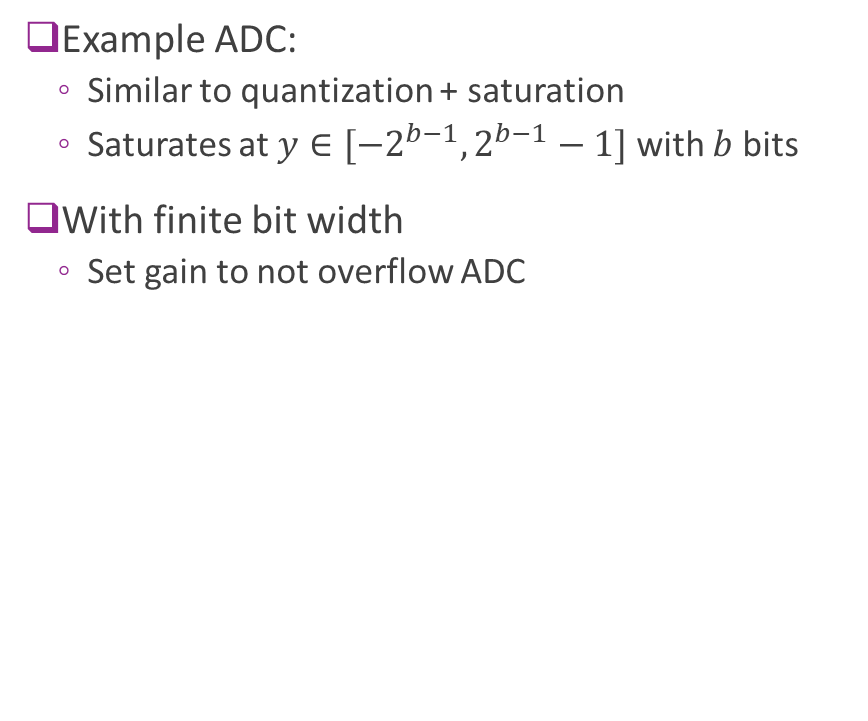 ❑Example ADC:
◦ Similar to quantization + saturation
◦ Saturates at $y \in [-2^{b-1}, 2^{b-1} - 1]$ with $b$ bits
❑With finite bit width
◦ Set gain to not overflow ADC